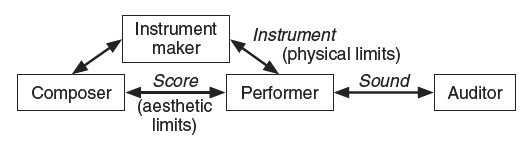 Instrument
maker
Instrument
(physical limits)
Composer
Score
(aesthetic
limits)
Performer
Sound
Auditor